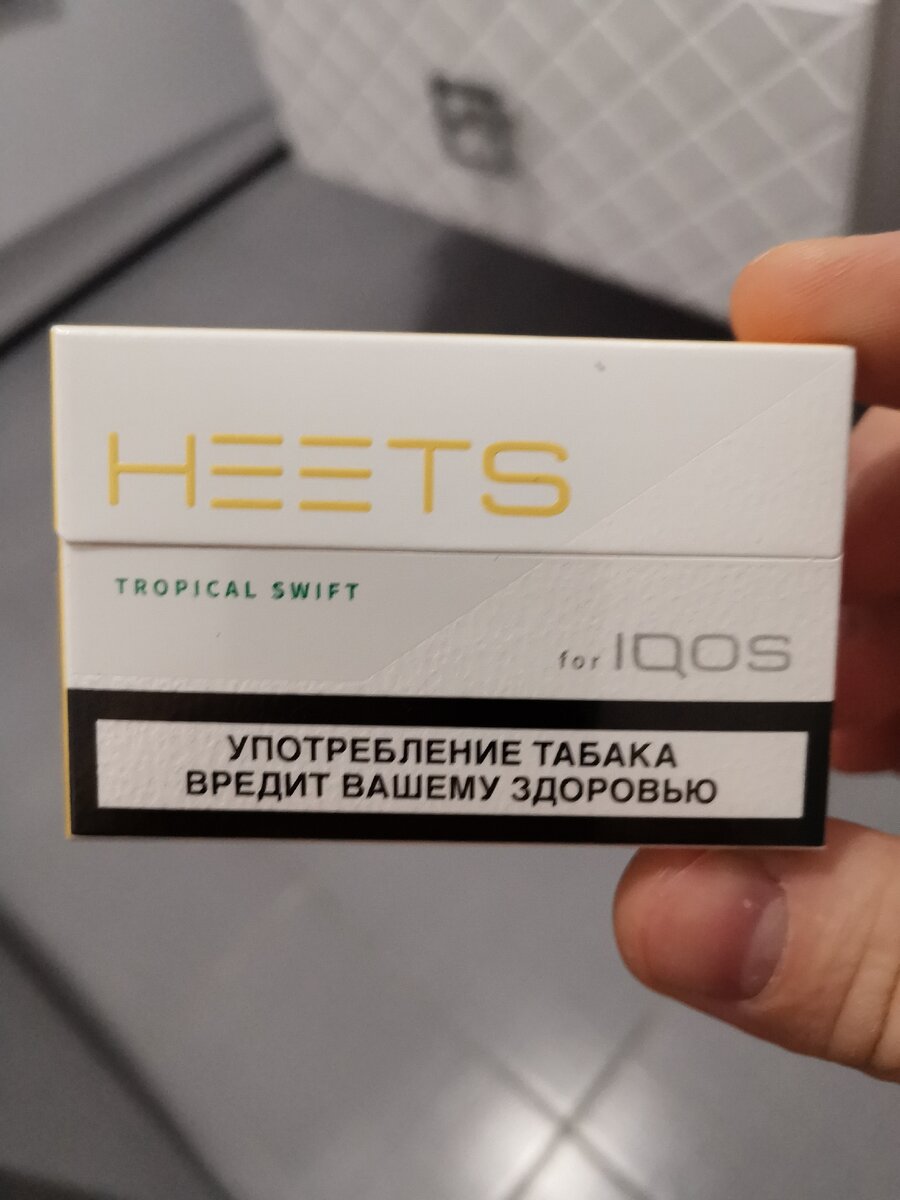 HEETS
TROPICAL SWIFT
for IQOS
УПОТРЕБЛЕНИЕ ТАБАКА
ВРЕДИТ ВАШЕМУ ЗДОРОВЬЮ